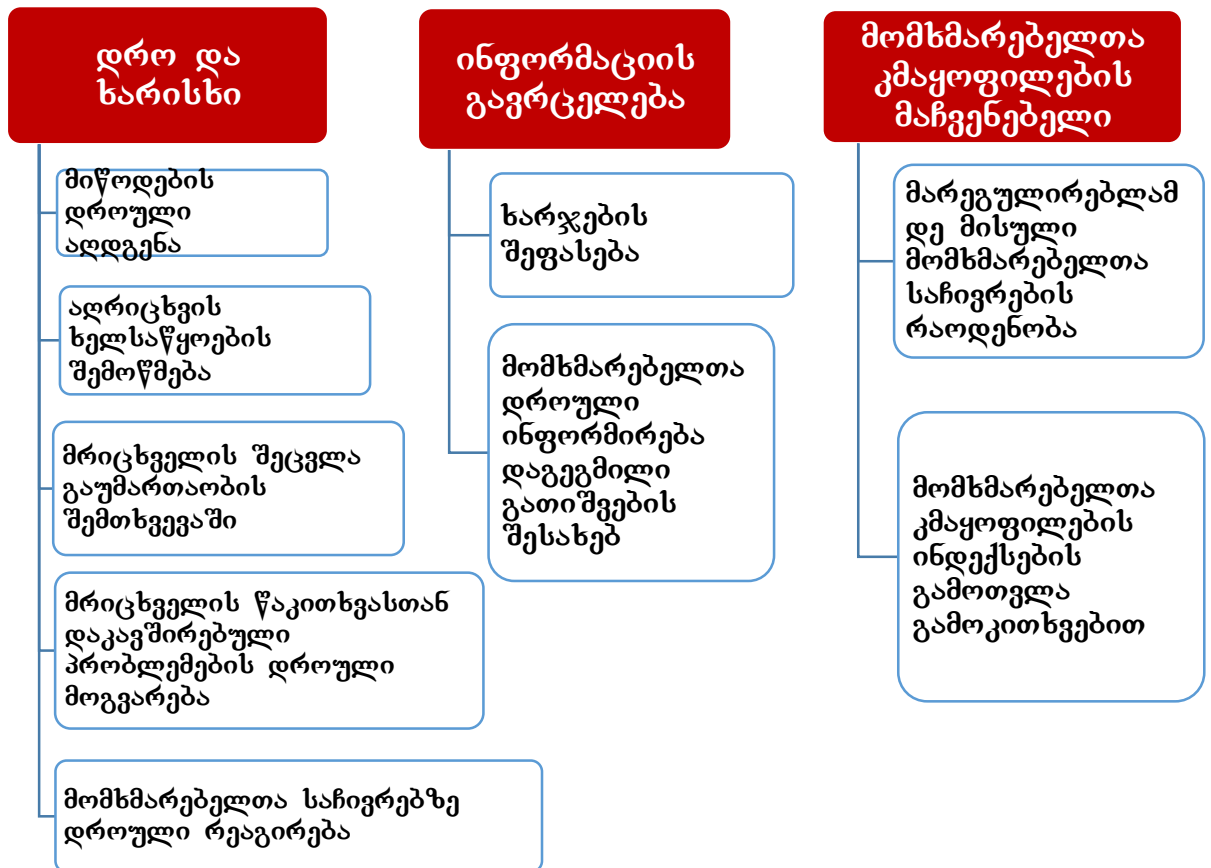 დრო და
ხარისხი
მიწოდების
დროული
აღდგენა
აღრიცხვის
ხელსაწყოების
შემოწმება
მრიცხველის შეცვლა
გაუმართაობის
შემთხვევაში
მრიცხველის წაკითხვასთან
დაკავშირებული
პრობლემების დროული
მოგვარება
მომხმარებელთა საჩივრებზე
დროული რეაგირება
ინფორმაციის
გავრცელება
ხარჯების
შეფასება
მომხმარებელთა
დროული
ინფორმირება
დაგეგმილი
გათიშვების
შესახებ
მომხმარებელთა
კმაყოფილების
მაჩვენებელი
მარეგულირებლამ
დე მისული
მომხმარებელთა
საჩივრების
რაოდენობა
მომხმარებელთა
კმაყოფილების
ინდექსების
გამოთვლა
გამოკითხვებით